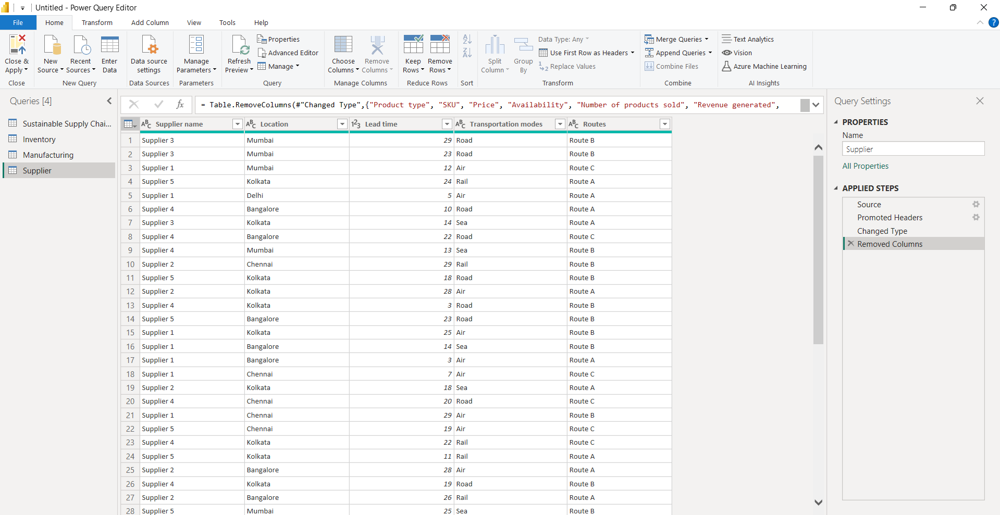 Untitled - Power Query Editor
File Home Transform Add Column View Tools Help ?
Close & Apply
New Source
Recent Sources
Enter Data
Data source settings
Manage Parameters
Refresh Preview
Properties
Advanced Editor
Manage
Choose Columns
Remove Columns
Keep Rows
Remove Rows
A Z
Z A
Split Column
Group By
Data Type: Any
Use First Row as Headers
1 2 Replace Values
Merge Queries
Append Queries
Combine Files
Text Analytics
Vision
Azure Machine Learning
Close New Query Data Sources Parameters Query Manage Columns Reduce Rows Sort Transform Combine AI Insights
Queries [4]
Sustainable Supply Chai...
Inventory
Manufacturing
Supplier
fx = Table.RemoveColumns(#"Changed Type",{"Product type", "SKU", "Price", "Availability", "Number of products sold", "Revenue generated",
ABC Supplier name ABC Location 123 Lead time ABC Transportation modes ABC Routes
1 Supplier 3 Mumbai 29 Road Route B
2 Supplier 3 Mumbai 23 Road Route B
3 Supplier 1 Mumbai 12 Air Route C
4 Supplier 5 Kolkata 24 Rail Route A
5 Supplier 1 Delhi 5 Air Route A
6 Supplier 4 Bangalore 10 Road Route A
7 Supplier 3 Kolkata 14 Sea Route A
8 Supplier 4 Bangalore 22 Road Route C
9 Supplier 4 Mumbai 13 Sea Route B
10 Supplier 2 Chennai 29 Rail Route B
11 Supplier 5 Kolkata 18 Road Route B
12 Supplier 2 Kolkata 28 Air Route A
13 Supplier 4 Kolkata 3 Road Route B
14 Supplier 5 Bangalore 23 Road Route B
15 Supplier 1 Kolkata 25 Air Route B
16 Supplier 1 Bangalore 14 Sea Route B
17 Supplier 1 Bangalore 3 Air Route A
18 Supplier 1 Chennai 7 Air Route C
19 Supplier 2 Kolkata 18 Sea Route A
20 Supplier 4 Chennai 20 Road Route C
21 Supplier 1 Chennai 29 Air Route B
22 Supplier 5 Chennai 19 Air Route C
23 Supplier 4 Kolkata 22 Rail Route C
24 Supplier 5 Kolkata 11 Rail Route A
25 Supplier 2 Bangalore 28 Air Route A
26 Supplier 4 Kolkata 19 Road Route B
27 Supplier 2 Bangalore 26 Rail Route A
28 Supplier 5 Mumbai 25 Sea Route B
Query Settings
PROPERTIES
Name
Supplier
All Properties
APPLIED STEPS
Source
Promoted Headers
Changed Type
Removed Columns